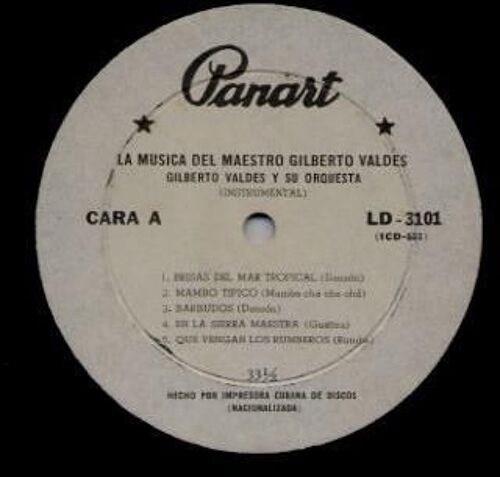 Panart
LA MUSICA DEL MAESTRO GILBERTO VALDES
GILBERTO VALDES Y SU ORQUESTA
(INSTRUMENTAL)
CARA A
LD - 3101
1. BRISAS DEL MAR TROPICAL (Danzón)
2. MAMBO TIPICO (Mambo cha cha chá)
3. BARBUDOS (Danzón)
4. EN LA SIERRA MAESTRA
5. QUE VENGAN LOS RUMBEROS (Rumba)
33⅓
HECHO POR IMPRESORA CUBANA DE DISCOS
(NACIONALIZADA)